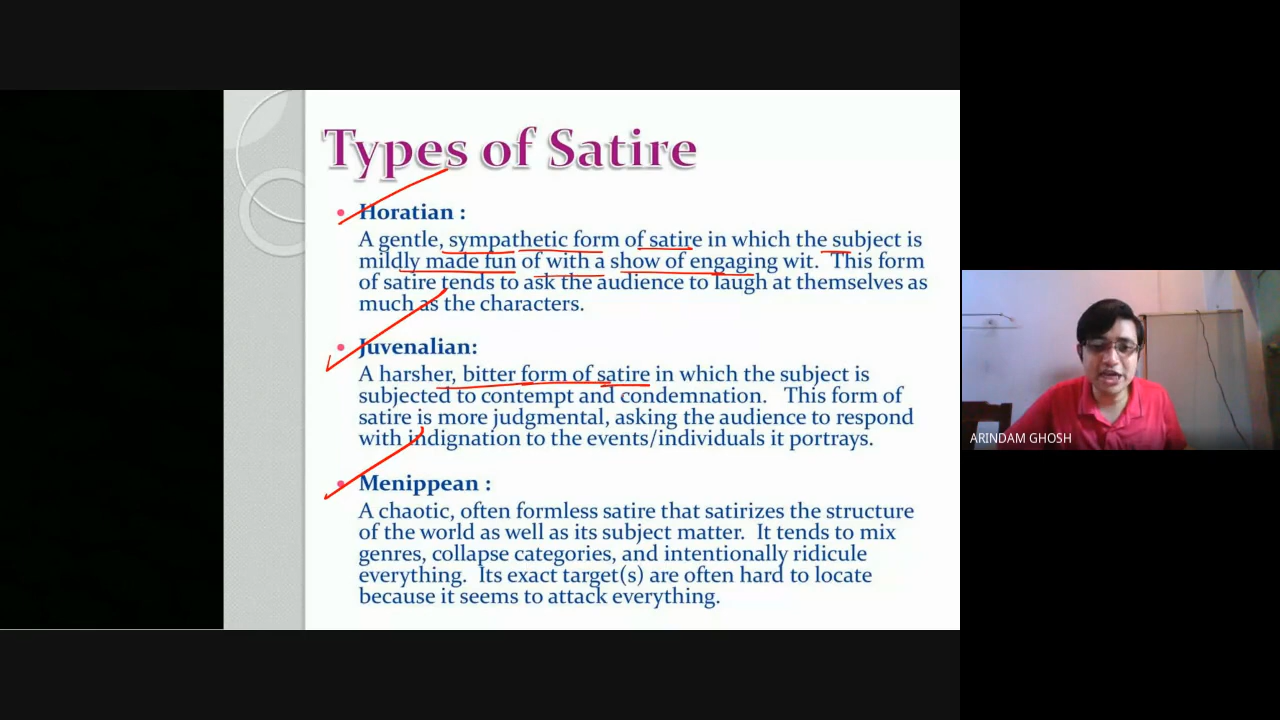 Types of Satire
• Horatian :
A gentle, sympathetic form of satire in which the subject is
mildly made fun of with a show of engaging wit. This form
of satire tends to ask the audience to laugh at themselves as
much as the characters.
• Juvenalian:
A harsher, bitter form of satire in which the subject is
subjected to contempt and condemnation. This form of
satire is more judgmental, asking the audience to respond
with indignation to the events/individuals it portrays.
• Menippean :
A chaotic, often formless satire that satirizes the structure
of the world as well as its subject matter. It tends to mix
genres, collapse categories, and intentionally ridicule
everything. Its exact target(s) are often hard to locate
because it seems to attack everything.
ARINDAM GHOSH